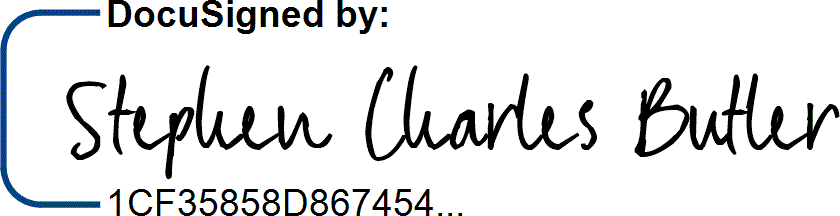 DocuSigned by:
Stephen Charles Butler
1CF35858D867454...